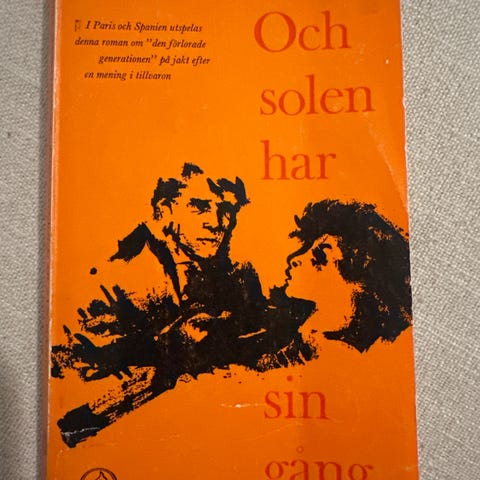 I Paris och Spanien utspelas
denna roman om "den förlorade
generationen" på jakt efter
en mening i tillvaron
Och
solen
har
sin
gång